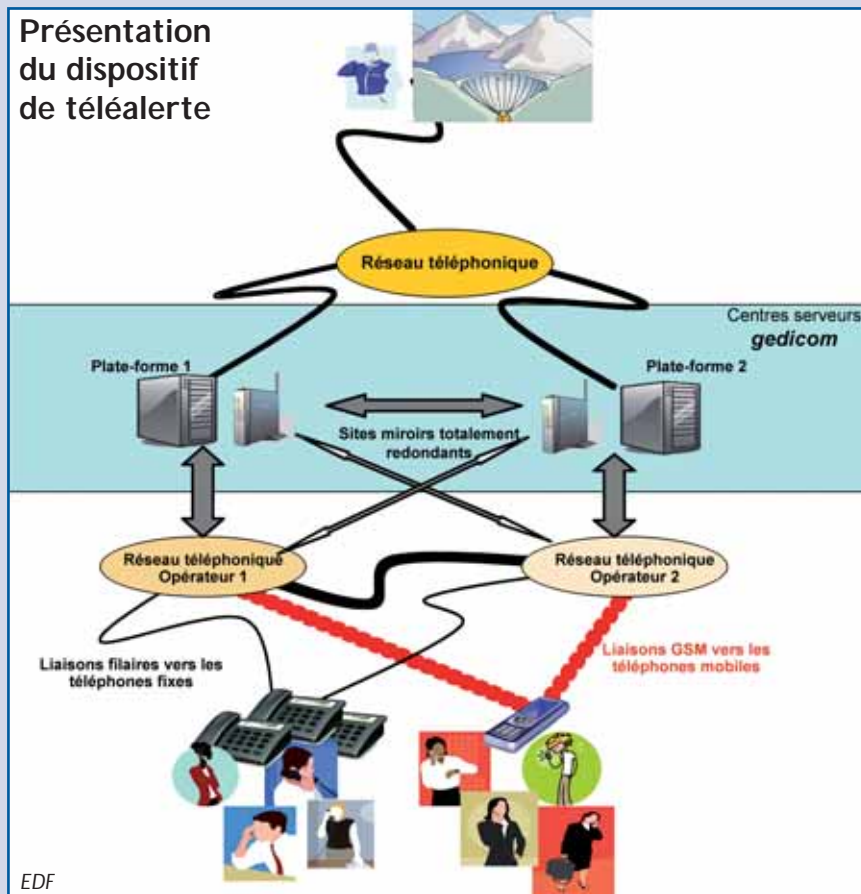 Présentation
du dispositif
de téléalerte
Réseau téléphonique
Centres serveurs
gedicom
Plate-forme 1
Plate-forme 2
Sites miroirs totalement
redondants
Réseau téléphonique
Opérateur 1
Réseau téléphonique
Opérateur 2
Liaisons filaires vers les
téléphones fixes
Liaisons GSM vers les
téléphones mobiles
EDF